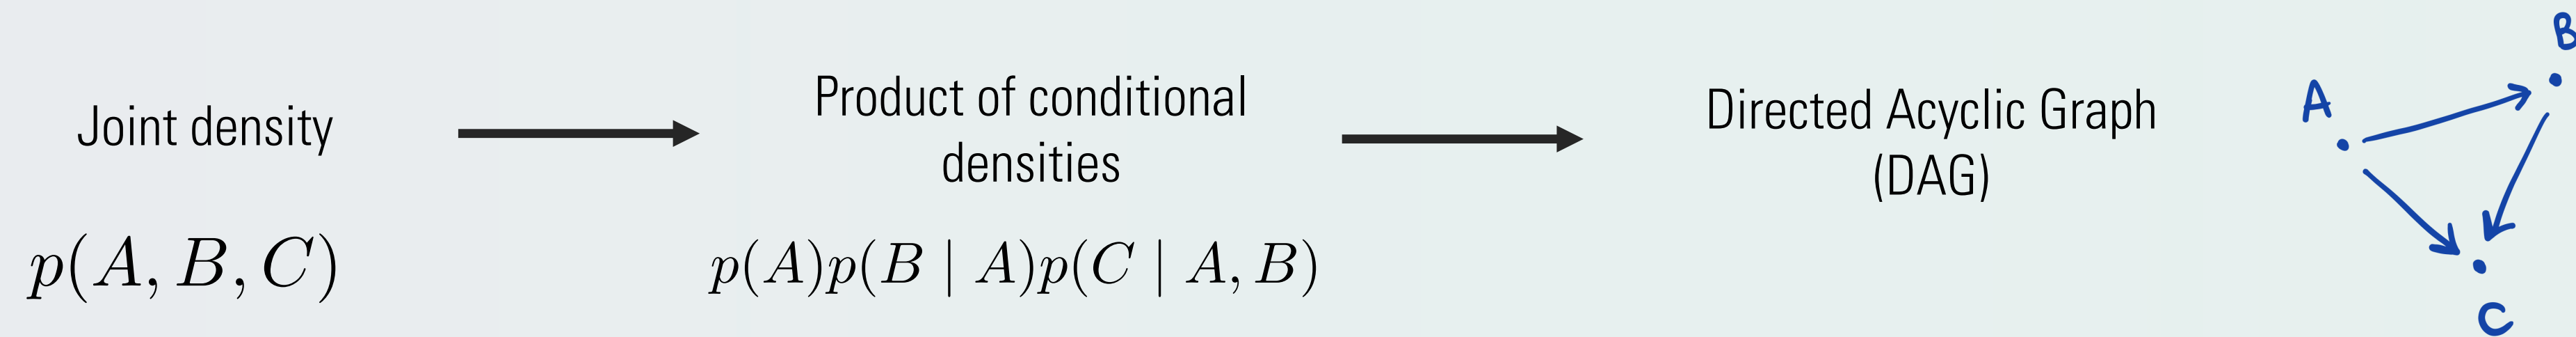 Joint density
p(A, B, C)
Product of conditional
densities
p(A)p(B | A)p(C | A, B)
Directed Acyclic Graph
(DAG)
A
B
C